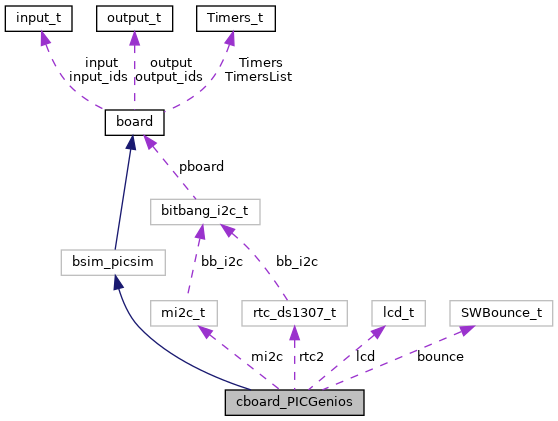 input_t
output_t
Timers_t
input
input_ids
output
output_ids
Timers
TimersList
board
pboard
bitbang_i2c_t
bsim_picsim
bb_i2c
bb_i2c
mi2c_t
rtc_ds1307_t
lcd_t
SWBounce_t
mi2c
rtc2
lcd
bounce
cboard_PICGenios